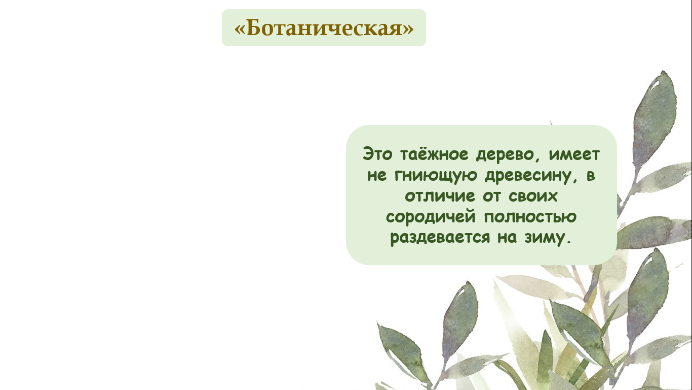 «Ботаническая»
Это таёжное дерево, имеет
не гниющую древесину, в
отличие от своих
сородичей полностью
раздевается на зиму.